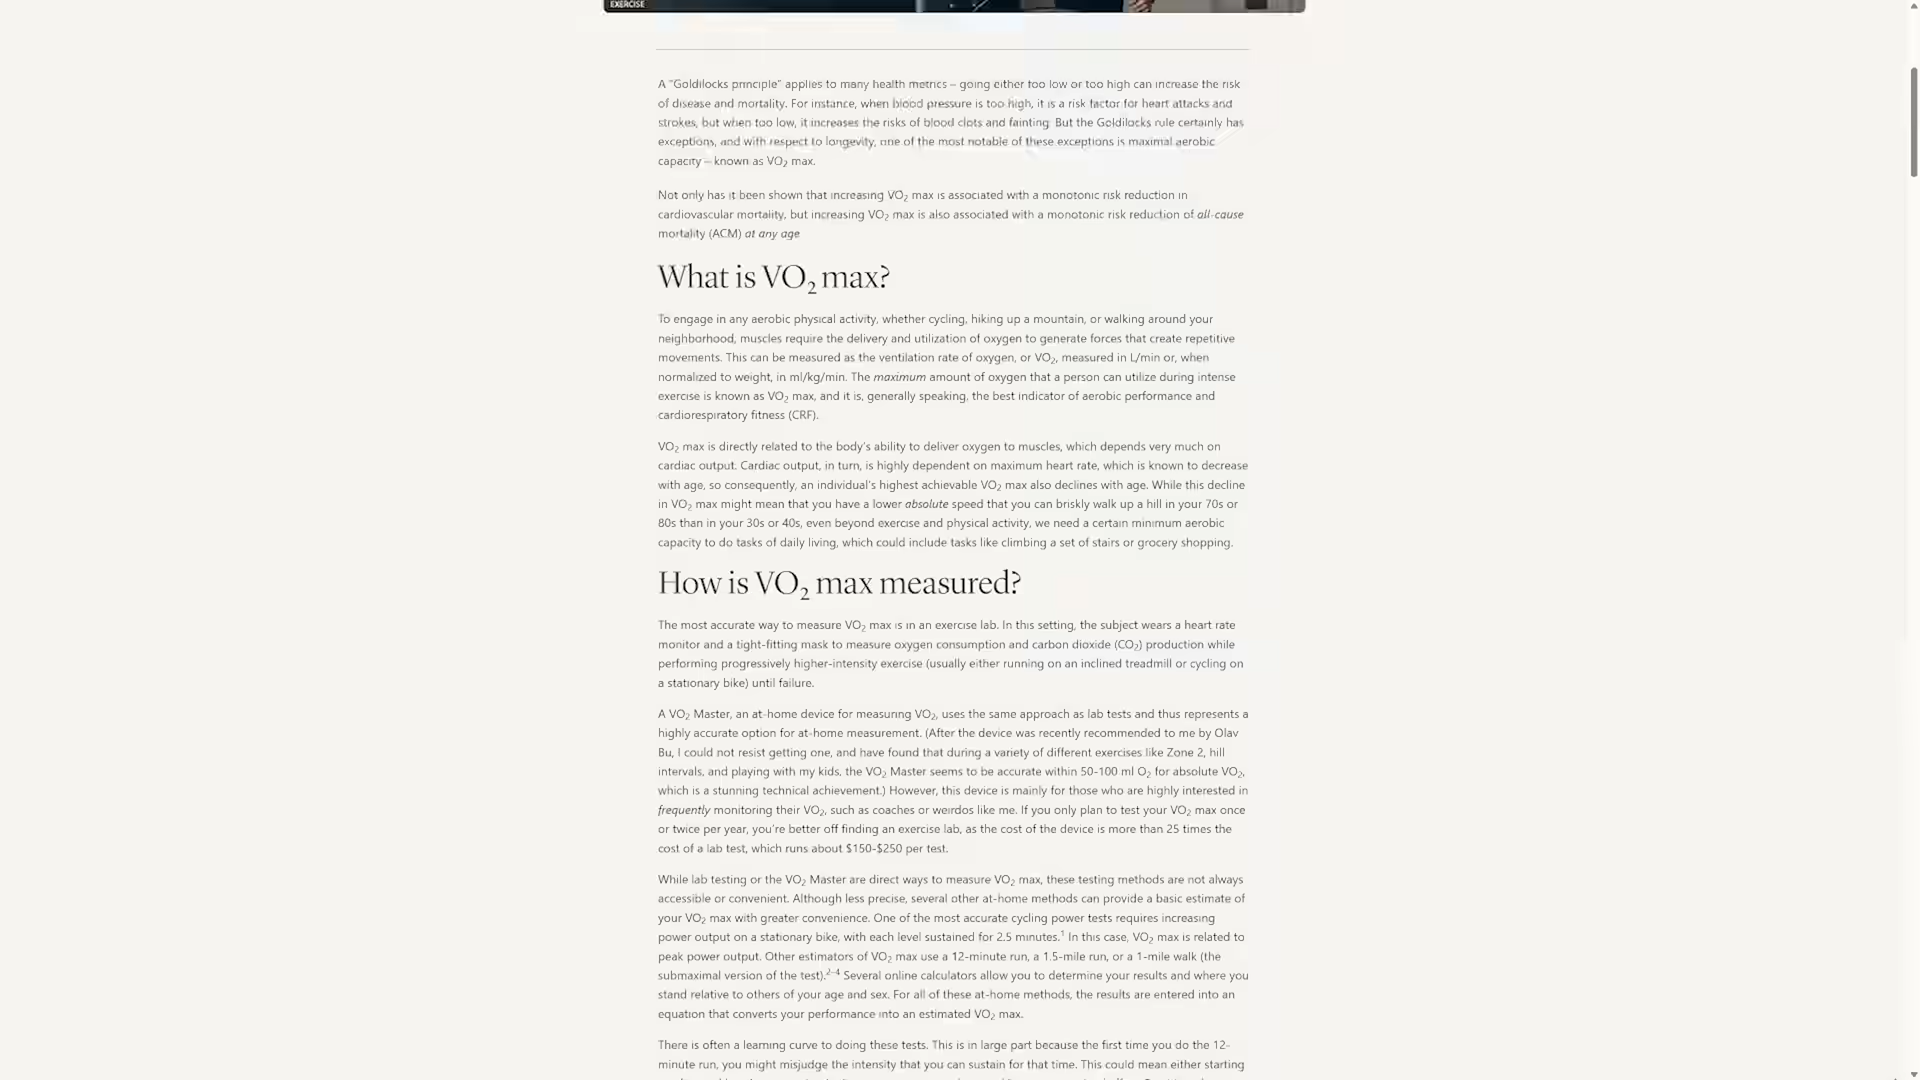 EXERCISE
A "Goldilocks principle" applies to many health metrics – going either too low or too high can increase the risk
of disease and mortality. For instance, when blood pressure is too high, it is a risk factor for heart attacks and
strokes, but when too low, it increases the risks of blood clots and fainting. But the Goldilocks rule certainly has
exceptions, and with respect to longevity, one of the most notable of these exceptions is maximal aerobic
capacity – known as VO₂ max.
Not only has it been shown that increasing VO₂ max is associated with a monotonic risk reduction in
cardiovascular mortality, but increasing VO₂ max is also associated with a monotonic risk reduction of all-cause
mortality (ACM) at any age
What is VO₂ max?
To engage in any aerobic physical activity, whether cycling, hiking up a mountain, or walking around your
neighborhood, muscles require the delivery and utilization of oxygen to generate forces that create repetitive
movements. This can be measured as the ventilation rate of oxygen, or VO₂, measured in L/min or, when
normalized to weight, in ml/kg/min. The maximum amount of oxygen that a person can utilize during intense
exercise is known as VO₂ max, and it is, generally speaking, the best indicator of aerobic performance and
cardiorespiratory fitness (CRF).
VO₂ max is directly related to the body's ability to deliver oxygen to muscles, which depends very much on
cardiac output. Cardiac output, in turn, is highly dependent on maximum heart rate, which is known to decrease
with age, so consequently, an individual's highest achievable VO₂ max also declines with age. While this decline
in VO₂ max might mean that you have a lower absolute speed that you can briskly walk up a hill in your 70s or
80s than in your 30s or 40s, even beyond exercise and physical activity, we need a certain minimum aerobic
capacity to do tasks of daily living, which could include tasks like climbing a set of stairs or grocery shopping.
How is VO₂ max measured?
The most accurate way to measure VO₂ max is in an exercise lab. In this setting, the subject wears a heart rate
monitor and a tight-fitting mask to measure oxygen consumption and carbon dioxide (CO₂) production while
performing progressively higher-intensity exercise (usually either running on an inclined treadmill or cycling on
a stationary bike) until failure.
A VO₂ Master, an at-home device for measuring VO₂, uses the same approach as lab tests and thus represents a
highly accurate option for at-home measurement. (After the device was recently recommended to me by Olav
Bu, I could not resist getting one, and have found that during a variety of different exercises like Zone 2, hill
intervals, and playing with my kids, the VO₂ Master seems to be accurate within 50-100 ml O₂ for absolute VO₂,
which is a stunning technical achievement.) However, this device is mainly for those who are highly interested in
frequently monitoring their VO₂, such as coaches or weirdos like me. If you only plan to test your VO₂ max once
or twice per year, you're better off finding an exercise lab, as the cost of the device is more than 25 times the
cost of a lab test, which runs about $150-$250 per test.
While lab testing or the VO₂ Master are direct ways to measure VO₂ max, these testing methods are not always
accessible or convenient. Although less precise, several other at-home methods can provide a basic estimate of
your VO₂ max with greater convenience. One of the most accurate cycling power tests requires increasing
power output on a stationary bike, with each level sustained for 2.5 minutes.¹ In this case, VO₂ max is related to
peak power output. Other estimators of VO₂ max use a 12-minute run, a 1.5-mile run, or a 1-mile walk (the
submaximal version of the test).²⁻⁴ Several online calculators allow you to determine your results and where you
stand relative to others of your age and sex. For all of these at-home methods, the results are entered into an
equation that converts your performance into an estimated VO₂ max.
There is often a learning curve to doing these tests. This is in large part because the first time you do the 12-
minute run, you might misjudge the intensity that you can sustain for that time. This could mean either starting